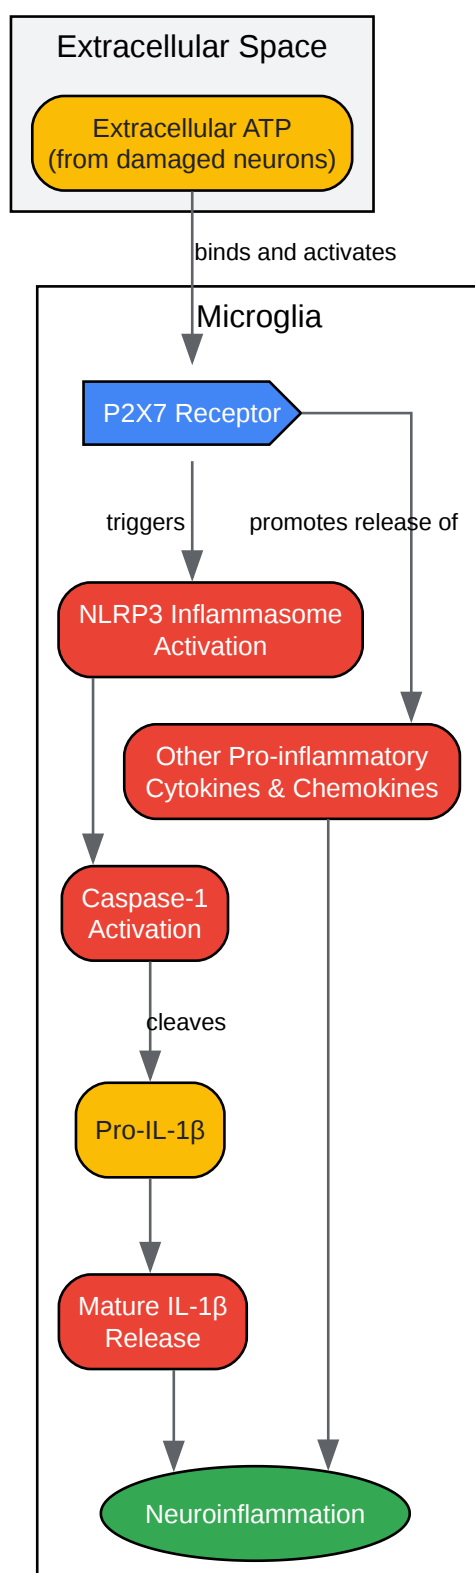 Extracellular Space
Extracellular ATP
(from damaged neurons)
binds and activates
Microglia
P2X7 Receptor
triggers
promotes release of
NLRP3 Inflammasome
Activation
Other Pro-inflammatory
Cytokines & Chemokines
Caspase-1
Activation
cleaves
Pro-IL-1β
Mature IL-1β
Release
Neuroinflammation